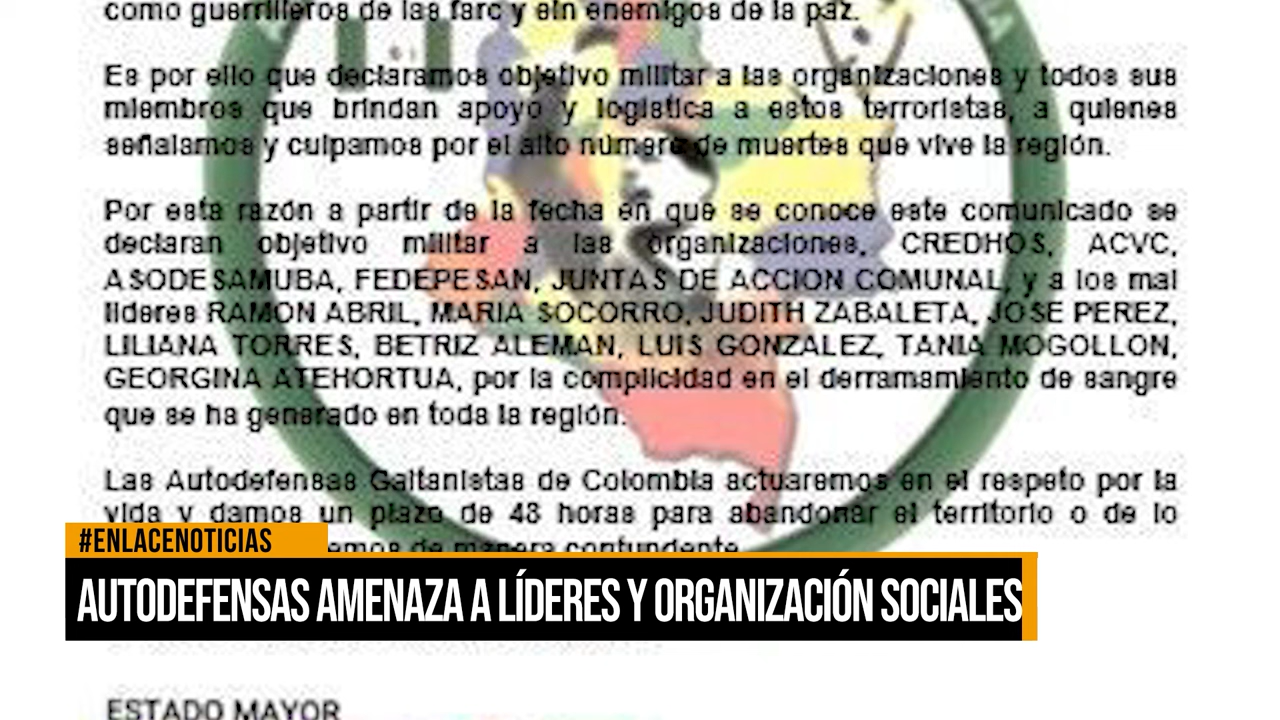 como guerrilleros de las farc y eln enemigos de la paz.
Es por ello que declaramos objetivo militar a las organizaciones y todos sus
miembros que brindan apoyo y logistica a estos terroristas, a quienes
señalamos y culpamos por el alto número de muertes que vive la región.
Por esta razón a partir de la fecha en que se conoce este comunicado se
declaran objetivo militar a las organizaciones, CREDHOS, ACVC,
ASODESAMUBA, FEDEPESAN, JUNTAS DE ACCION COMUNAL, y a los mal
lideres RAMON ABRIL, MARIA SOCORRO, JUDITH ZABALETA, JOSE PEREZ,
LILIANA TORRES, BETRIZ ALEMAN, LUIS GONZALEZ, TANIA MOGOLLON,
GEORGINA ATEHORTUA, por la complicidad en el derramamiento de sangre
que se ha generado en toda la región.
Las Autodefensas Gaitanistas de Colombia actuaremos en el respeto por la
vida y damos un plazo de 48 horas para abandonar el territorio o de lo
emos de manera contundente.
#ENLACENOTICIAS
AUTODEFENSAS AMENAZA A LÍDERES Y ORGANIZACIÓN SOCIALES
ESTADO MAYOR